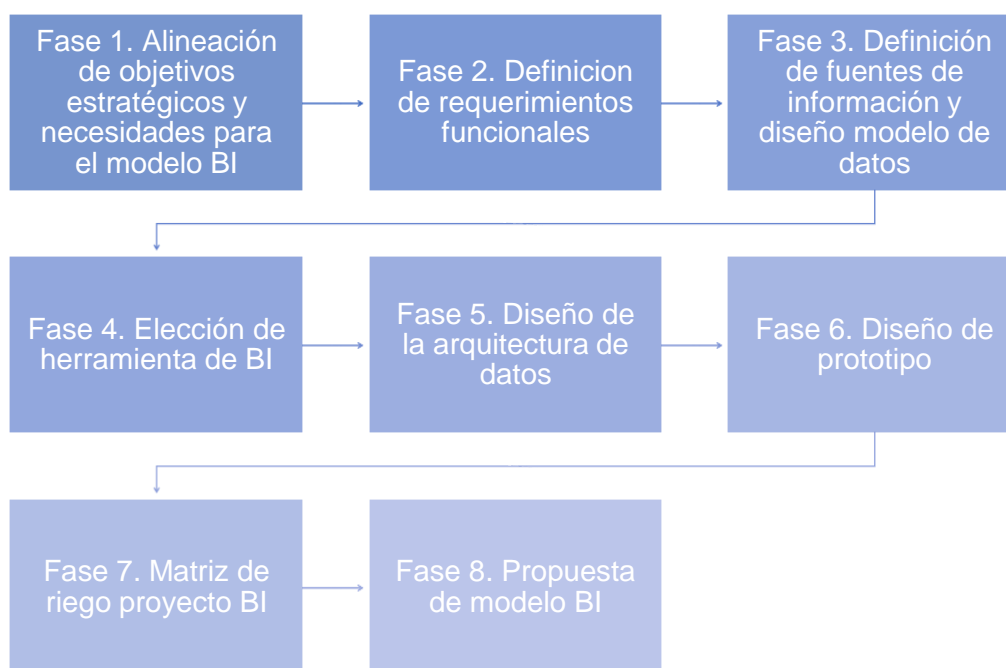 Fase 1. Alineación
de objetivos
estratégicos y
necesidades para
el modelo BI
Fase 2. Definicion
de requerimientos
funcionales
Fase 3. Definición
de fuentes de
información y
diseño modelo de
datos
Fase 4. Elección de
herramienta de BI
Fase 5. Diseño de
la arquitectura de
datos
Fase 6. Diseño de
prototipo
Fase 7. Matriz de
riego proyecto BI
Fase 8. Propuesta
de modelo BI